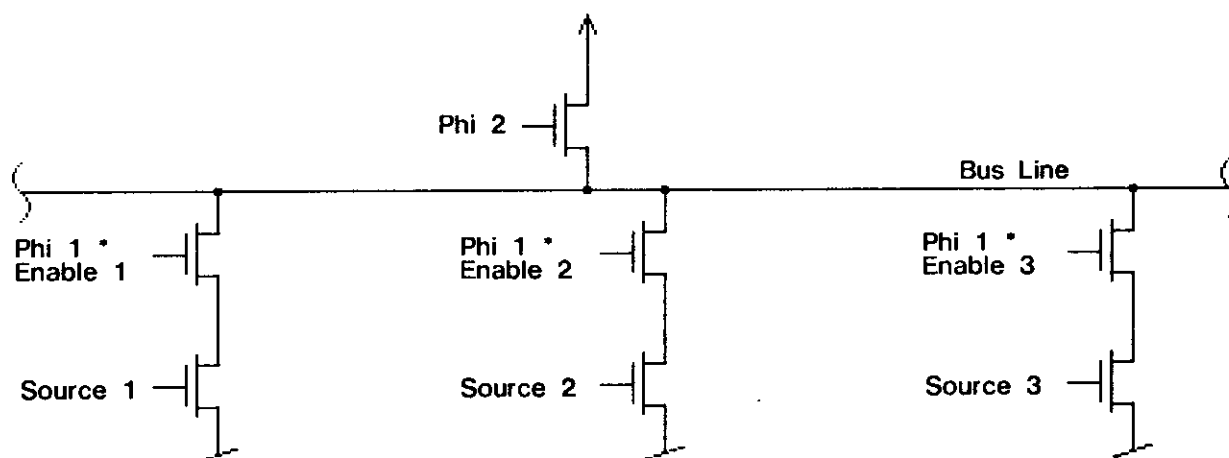 Phi 2
Bus Line
Phi 1 *
Enable 1
Phi 1 *
Enable 2
Phi 1 *
Enable 3
Source 1
Source 2
Source 3